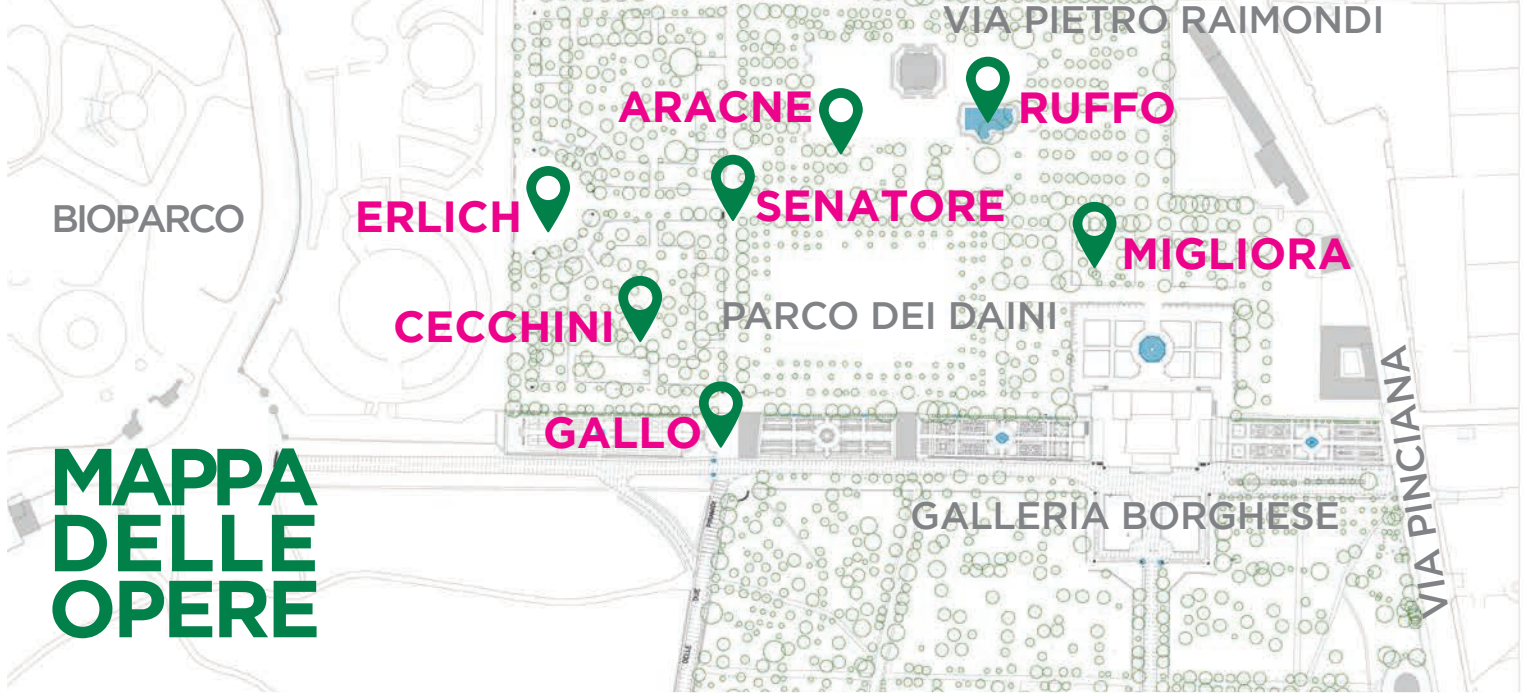 VIA PIETRO RAIMONDI
ARACNE
RUFFO
ERLICH
SENATORE
BIOPARCO
MIGLIORA
CECCHINI
PARCO DEI DAINI
GALLO
VIA PINCIANA
GALLERIA BORGHESE
MAPPA
DELLE
OPERE